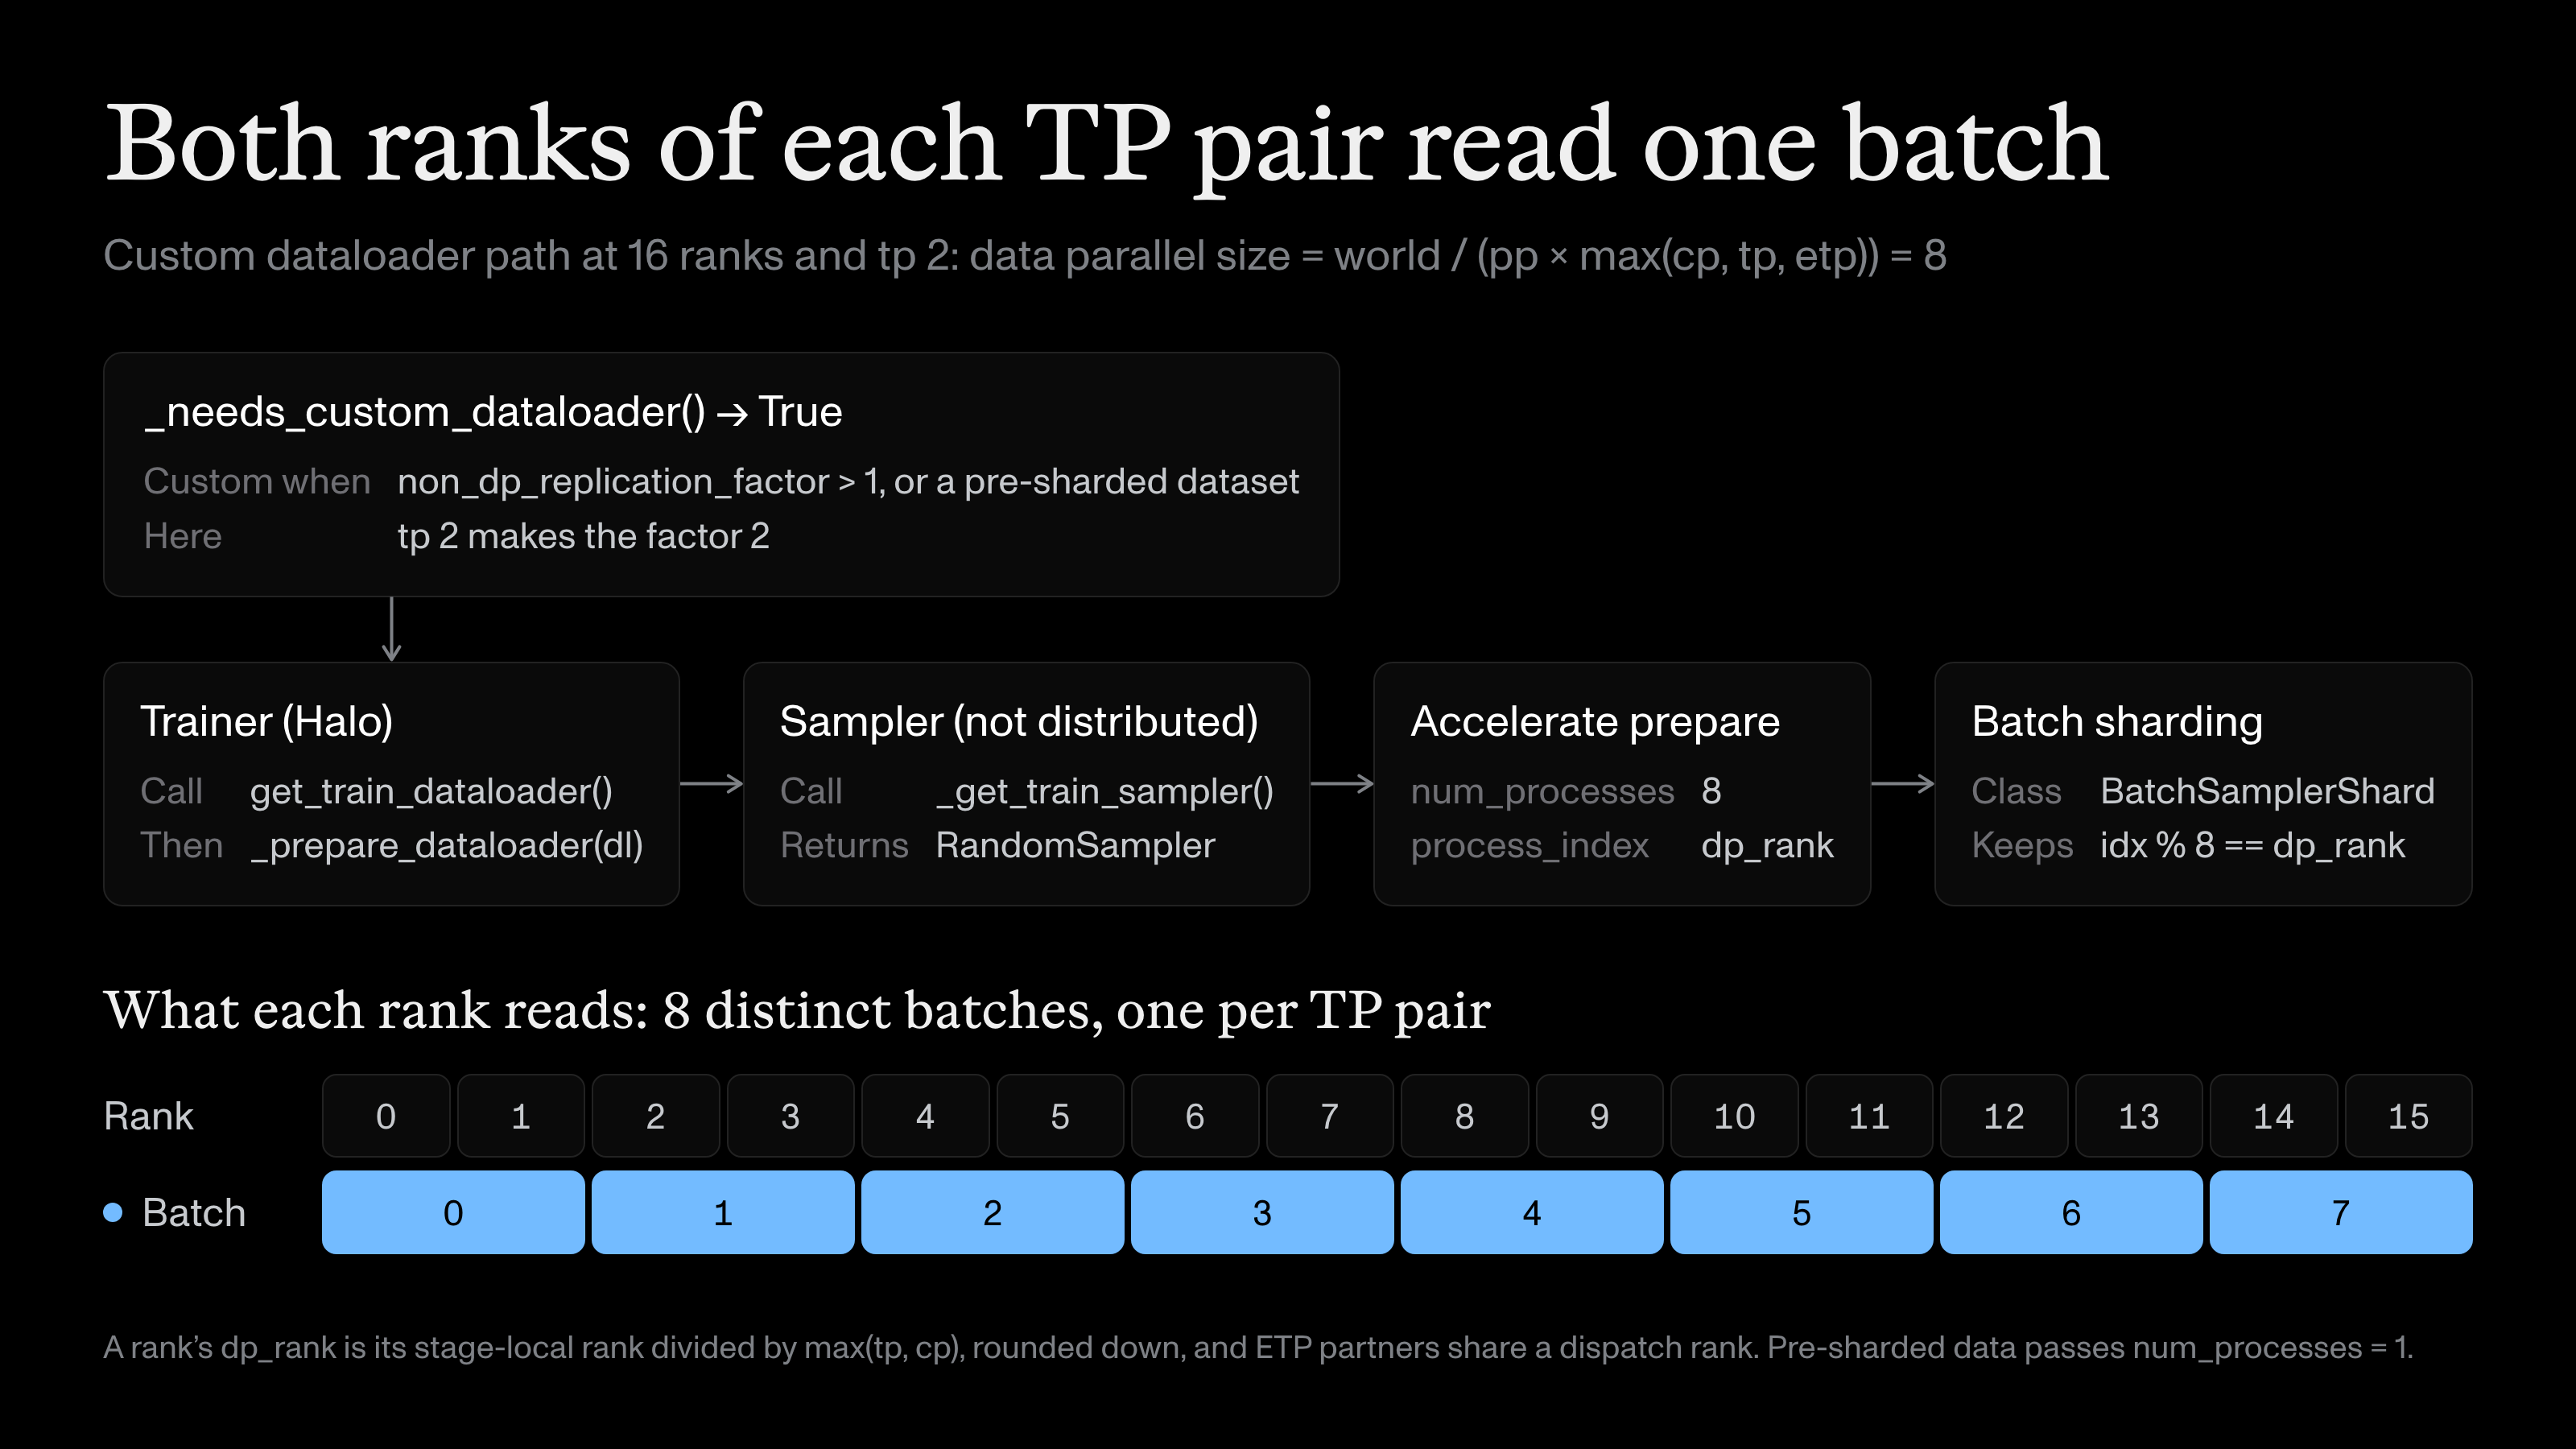 Both ranks of each TP pair read one batch
Custom dataloader path at 16 ranks and tp 2: data parallel size = world / (pp × max(cp, tp, etp)) = 8
_needs_custom_dataloader() → True
Custom when non_dp_replication_factor > 1, or a pre-sharded dataset
Here tp 2 makes the factor 2
Trainer (Halo)
Call get_train_dataloader()
Then _prepare_dataloader(dl)
Sampler (not distributed)
Call _get_train_sampler()
Returns RandomSampler
Accelerate prepare
num_processes 8
process_index dp_rank
Batch sharding
Class BatchSamplerShard
Keeps idx % 8 == dp_rank
What each rank reads: 8 distinct batches, one per TP pair
Rank 0 1 2 3 4 5 6 7 8 9 10 11 12 13 14 15
Batch 0 1 2 3 4 5 6 7
A rank’s dp_rank is its stage-local rank divided by max(tp, cp), rounded down, and ETP partners share a dispatch rank. Pre-sharded data passes num_processes = 1.